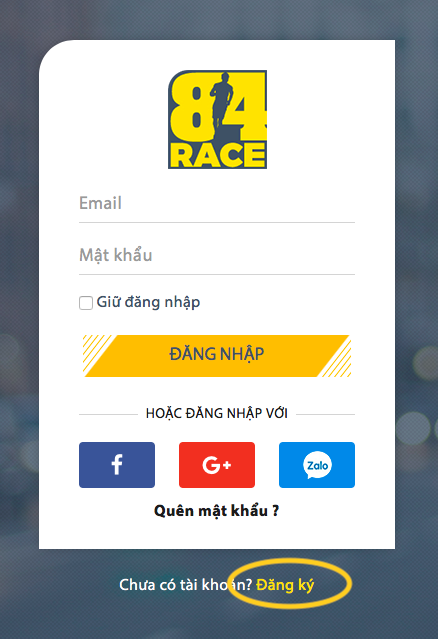 84
RACE
Email
Mật khẩu
Giữ đăng nhập
ĐĂNG NHẬP
HOẶC ĐĂNG NHẬP VỚI
f
G+
Zalo
Quên mật khẩu ?
Chưa có tài khoản? Đăng ký